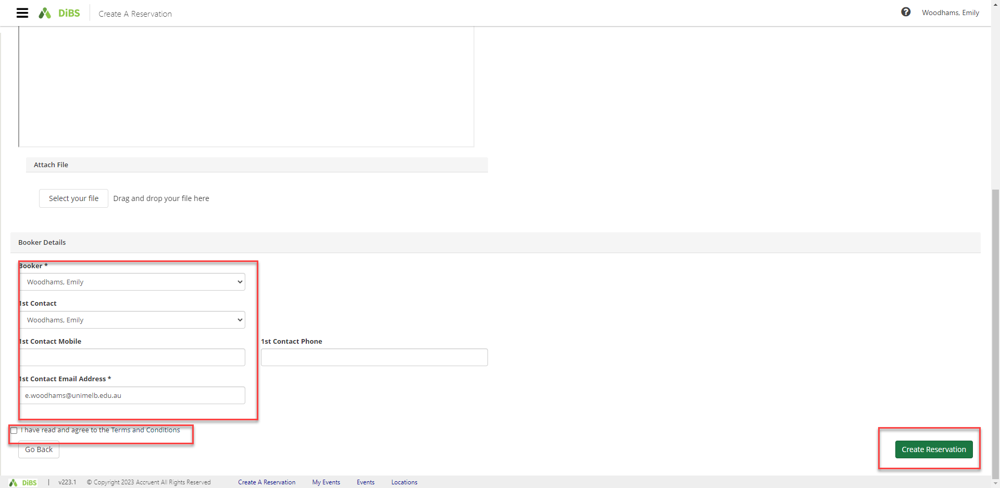 DiBS
Create A Reservation
Woodhams, Emily
Attach File
Select your file
Drag and drop your file here
Booker Details
Booker *
Woodhams, Emily
1st Contact
Woodhams, Emily
1st Contact Mobile
1st Contact Phone
1st Contact Email Address *
e.woodhams@unimelb.edu.au
I have read and agree to the Terms and Conditions
Go Back
Create Reservation
DiBS | v223.1 © Copyright 2023 Accruent All Rights Reserved Create A Reservation My Events Events Locations